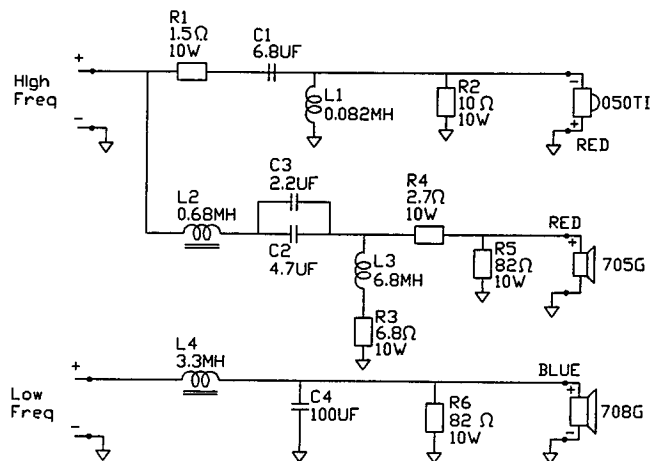 R1
1.5Ω
10W
C1
6.8UF
+
HIgh
Freq
-
L1
0.082MH
R2
10Ω
10W
-
050TI
+
RED
L2
0.68MH
C3
2.2UF
C2
4.7UF
R4
2.7Ω
10W
L3
6.8MH
R3
6.8Ω
10W
RED
+
R5
82Ω
10W
705G
-
L4
3.3MH
+
Low
Freq
-
C4
100UF
R6
82 Ω
10W
BLUE
+
708G
-